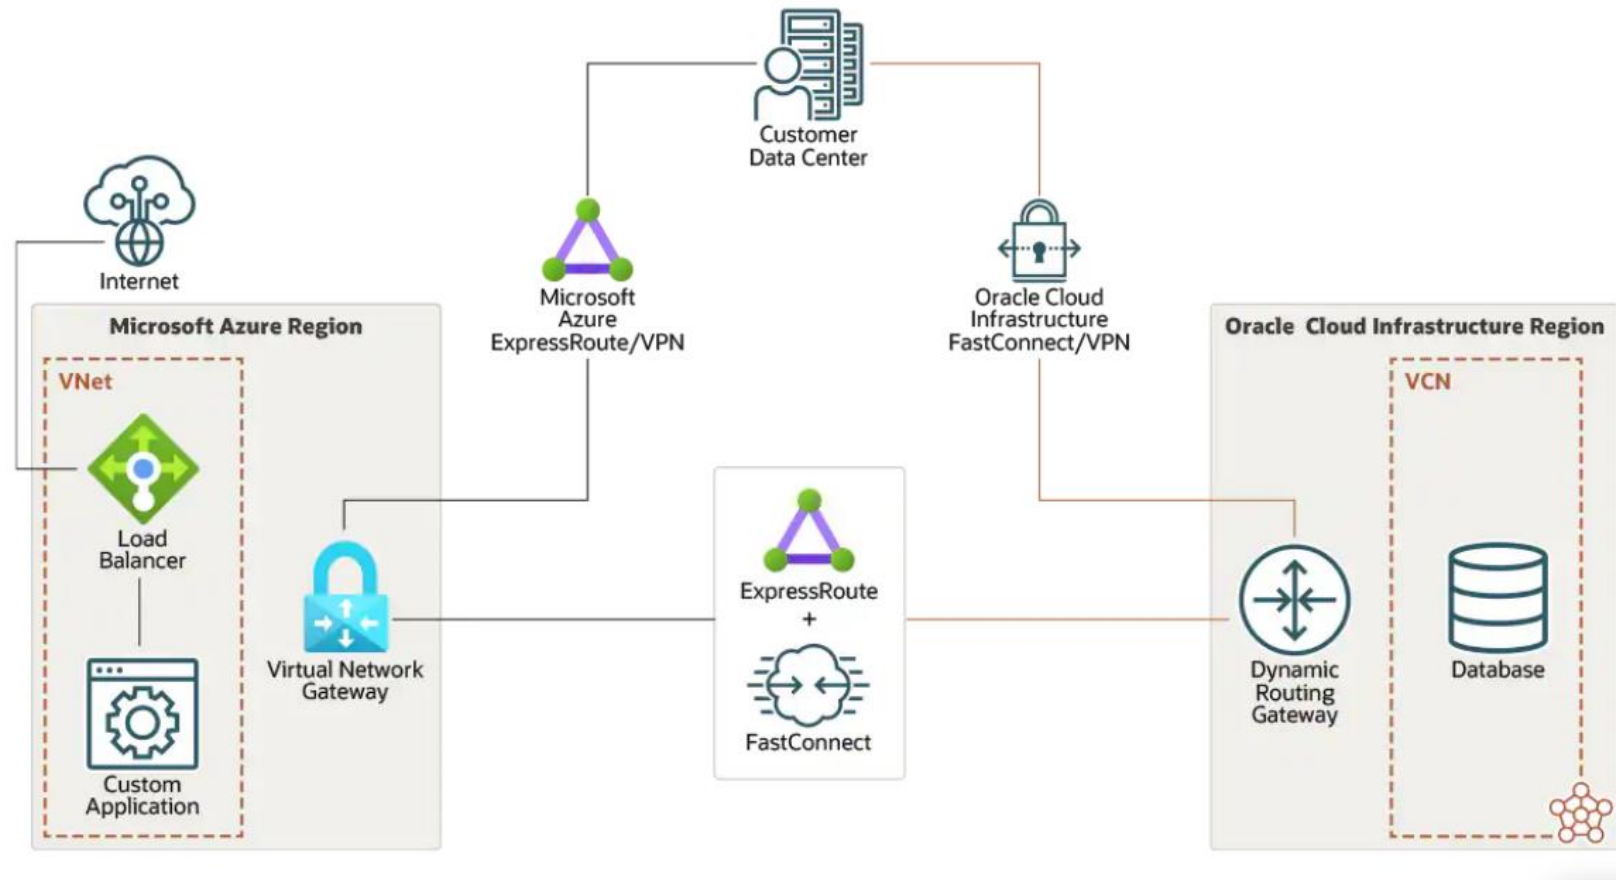 Customer
Data Center
Internet
Microsoft
Azure
ExpressRoute/VPN
Oracle Cloud
Infrastructure
FastConnect/VPN
Microsoft Azure Region
VNet
Load
Balancer
Custom
Application
Virtual Network
Gateway
ExpressRoute
+
FastConnect
Oracle Cloud Infrastructure Region
VCN
Dynamic
Routing
Gateway
Database